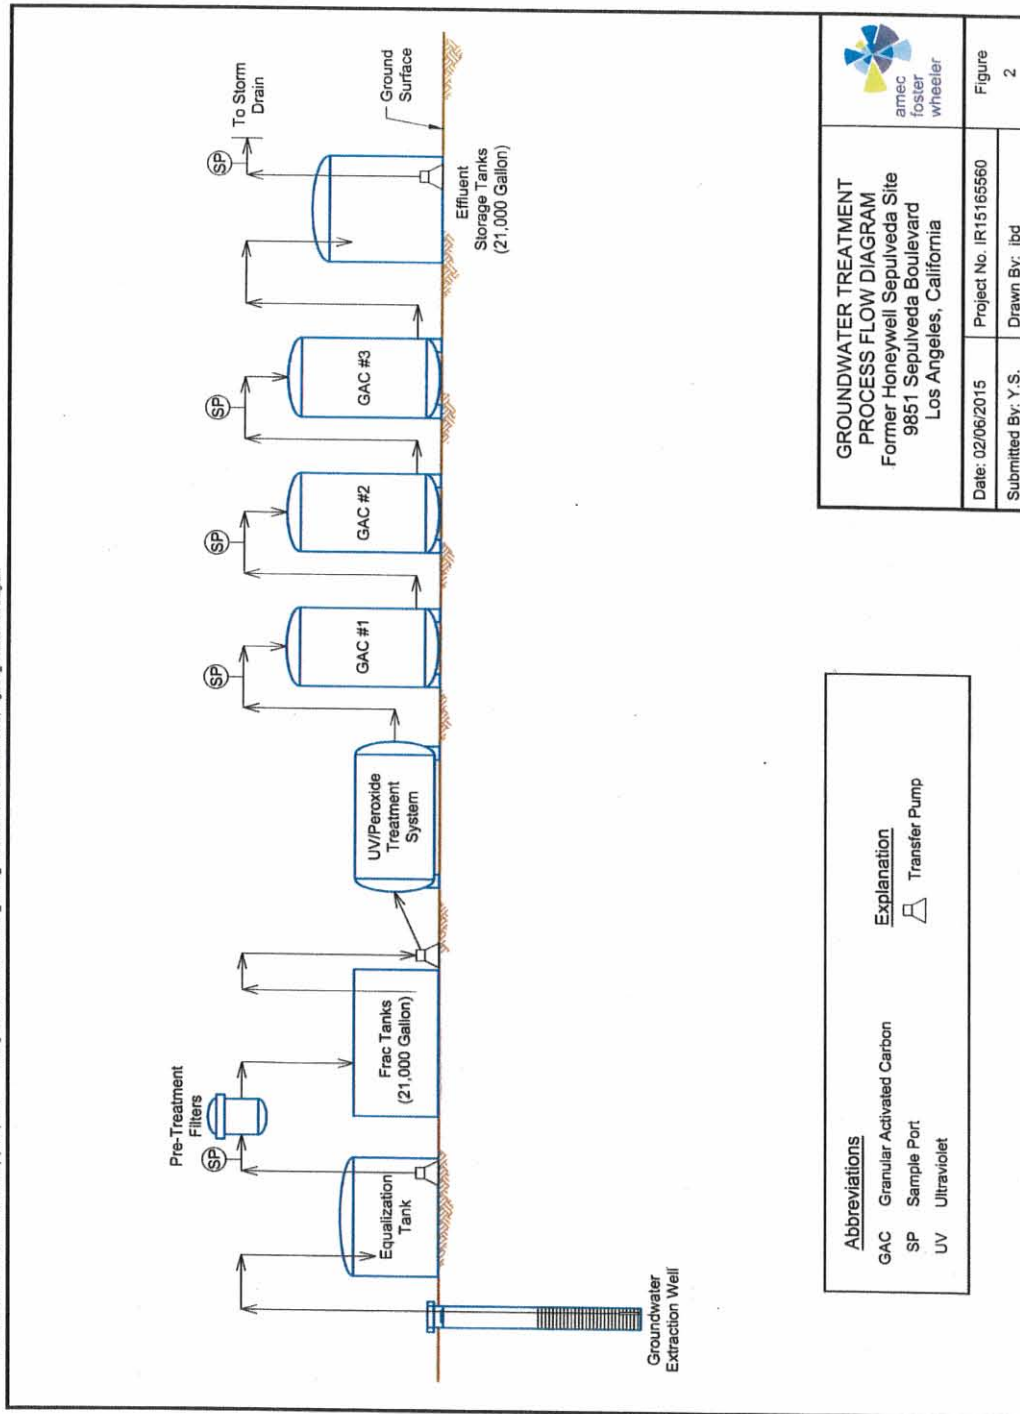 Pre-Treatment
Filters
SP
SP
SP
SP
SP
To Storm
Drain
Ground
Surface
Equalization
Tank
Frac Tanks
(21,000 Gallon)
UV/Peroxide
Treatment
System
GAC #1
GAC #2
GAC #3
Effluent
Storage Tanks
(21,000 Gallon)
Groundwater
Extraction Well
Abbreviations
GAC Granular Activated Carbon
SP Sample Port
UV Ultraviolet
Explanation
Transfer Pump
GROUNDWATER TREATMENT
PROCESS FLOW DIAGRAM
Former Honeywell Sepulveda Site
9851 Sepulveda Boulevard
Los Angeles, California
amec
foster
wheeler
Date: 02/06/2015 Project No. IR15165560 Figure
Submitted By: Y.S. Drawn By: jbd 2